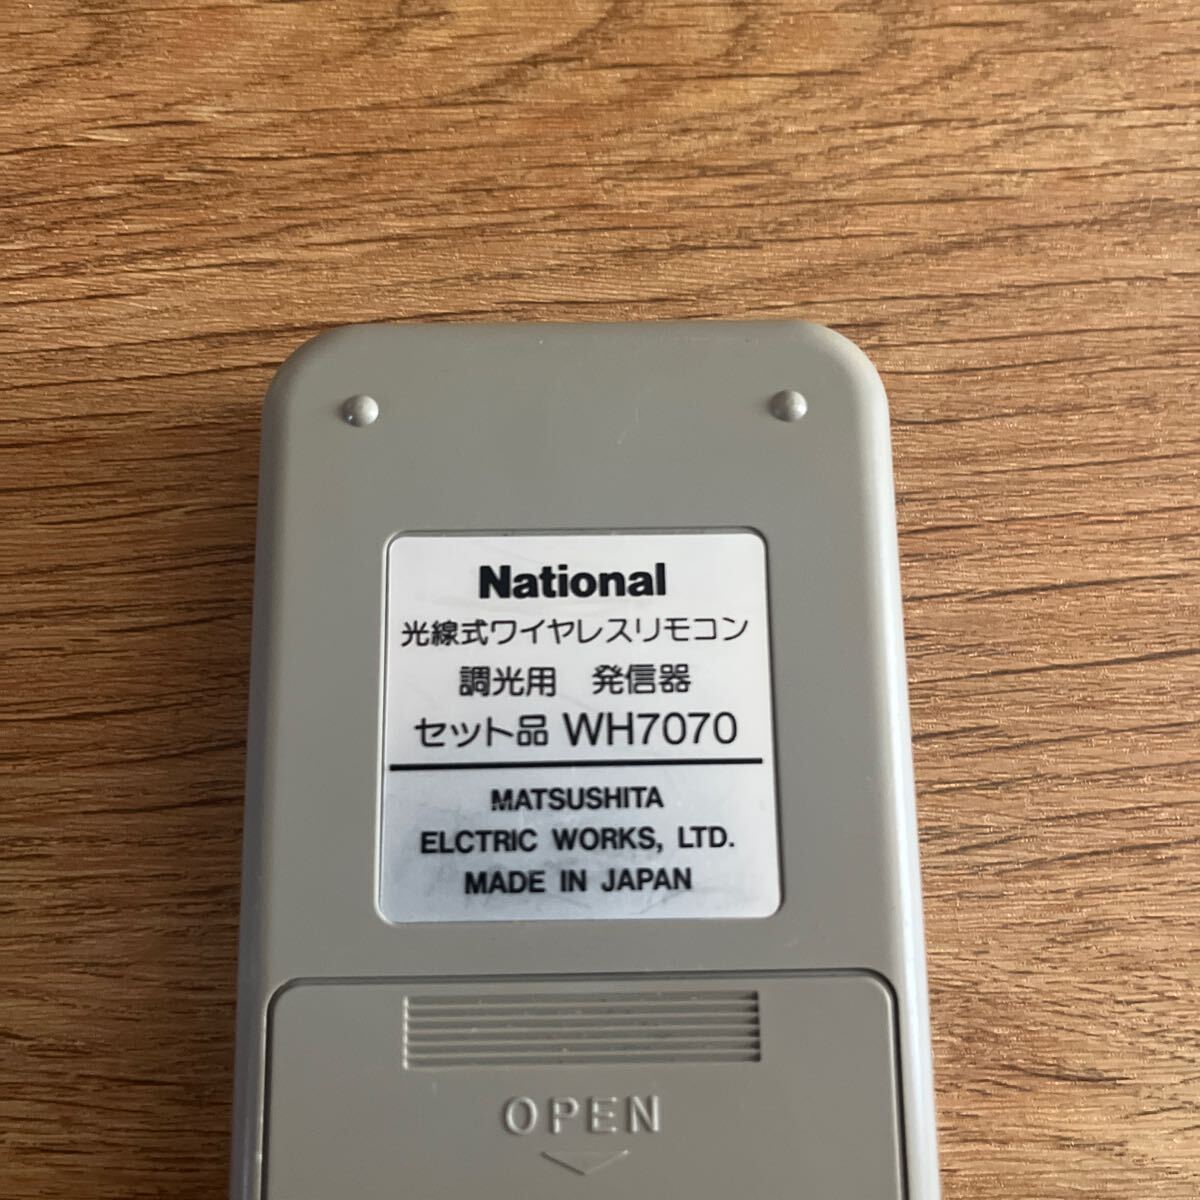 National
光線式ワイヤレスリモコン
調光用 発信器
セット品 WH7070
MATSUSHITA
ELCTRIC WORKS, LTD.
MADE IN JAPAN
OPEN